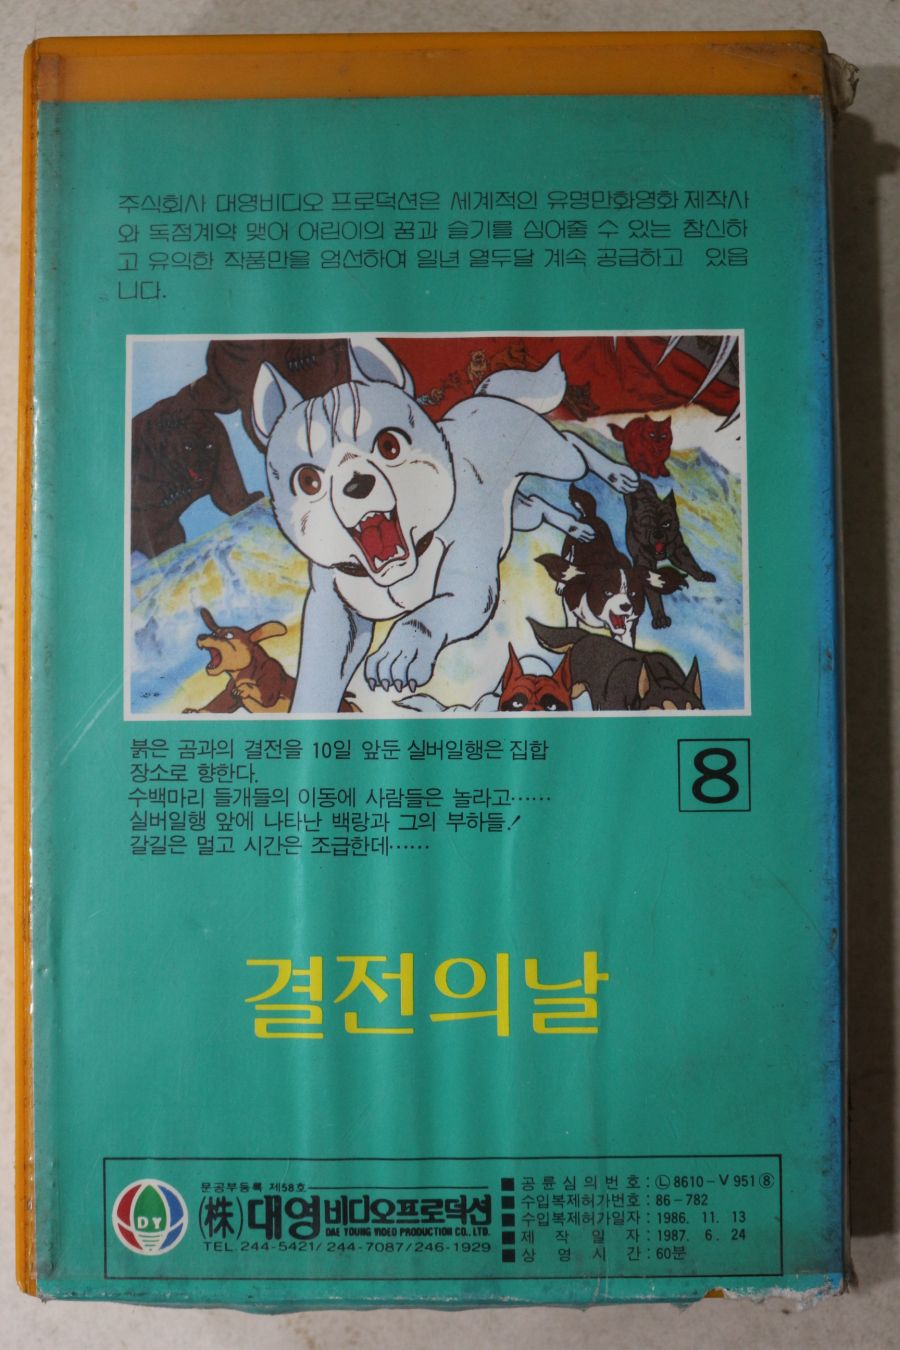 주식회사 대영비디오 프로덕션은 세계적인 유명만화영화 제작사
와 독점계약 맺어 어린이의 꿈과 슬기를 심어줄 수 있는 참신하
고 유익한 작품만을 엄선하여 일년 열두달 계속 공급하고 있읍
니다.
붉은 곰과의 결전을 10일 앞둔 실버일행은 집합
장소로 향한다.
수백마리 들개들의 이동에 사람들은 놀라고……
실버일행 앞에 나타난 백랑과 그의 부하들!
갈길은 멀고 시간은 조급한데……
8
결전의날
DY
문공부등록 제58호
(株)대영비디오프로덕션
DAE YOUNG VIDEO PRODUCTION CO., LTD.
TEL. 244-5421/ 244-7087/246-1929
■ 공륜심의번호 : Ⓛ 8610-V 951⑧
■ 수입복제허가번호 : 86-782
■ 수입복제허가일자 : 1986. 11. 13
■ 제작일자 : 1987. 6. 24
■ 상영시간 : 60분